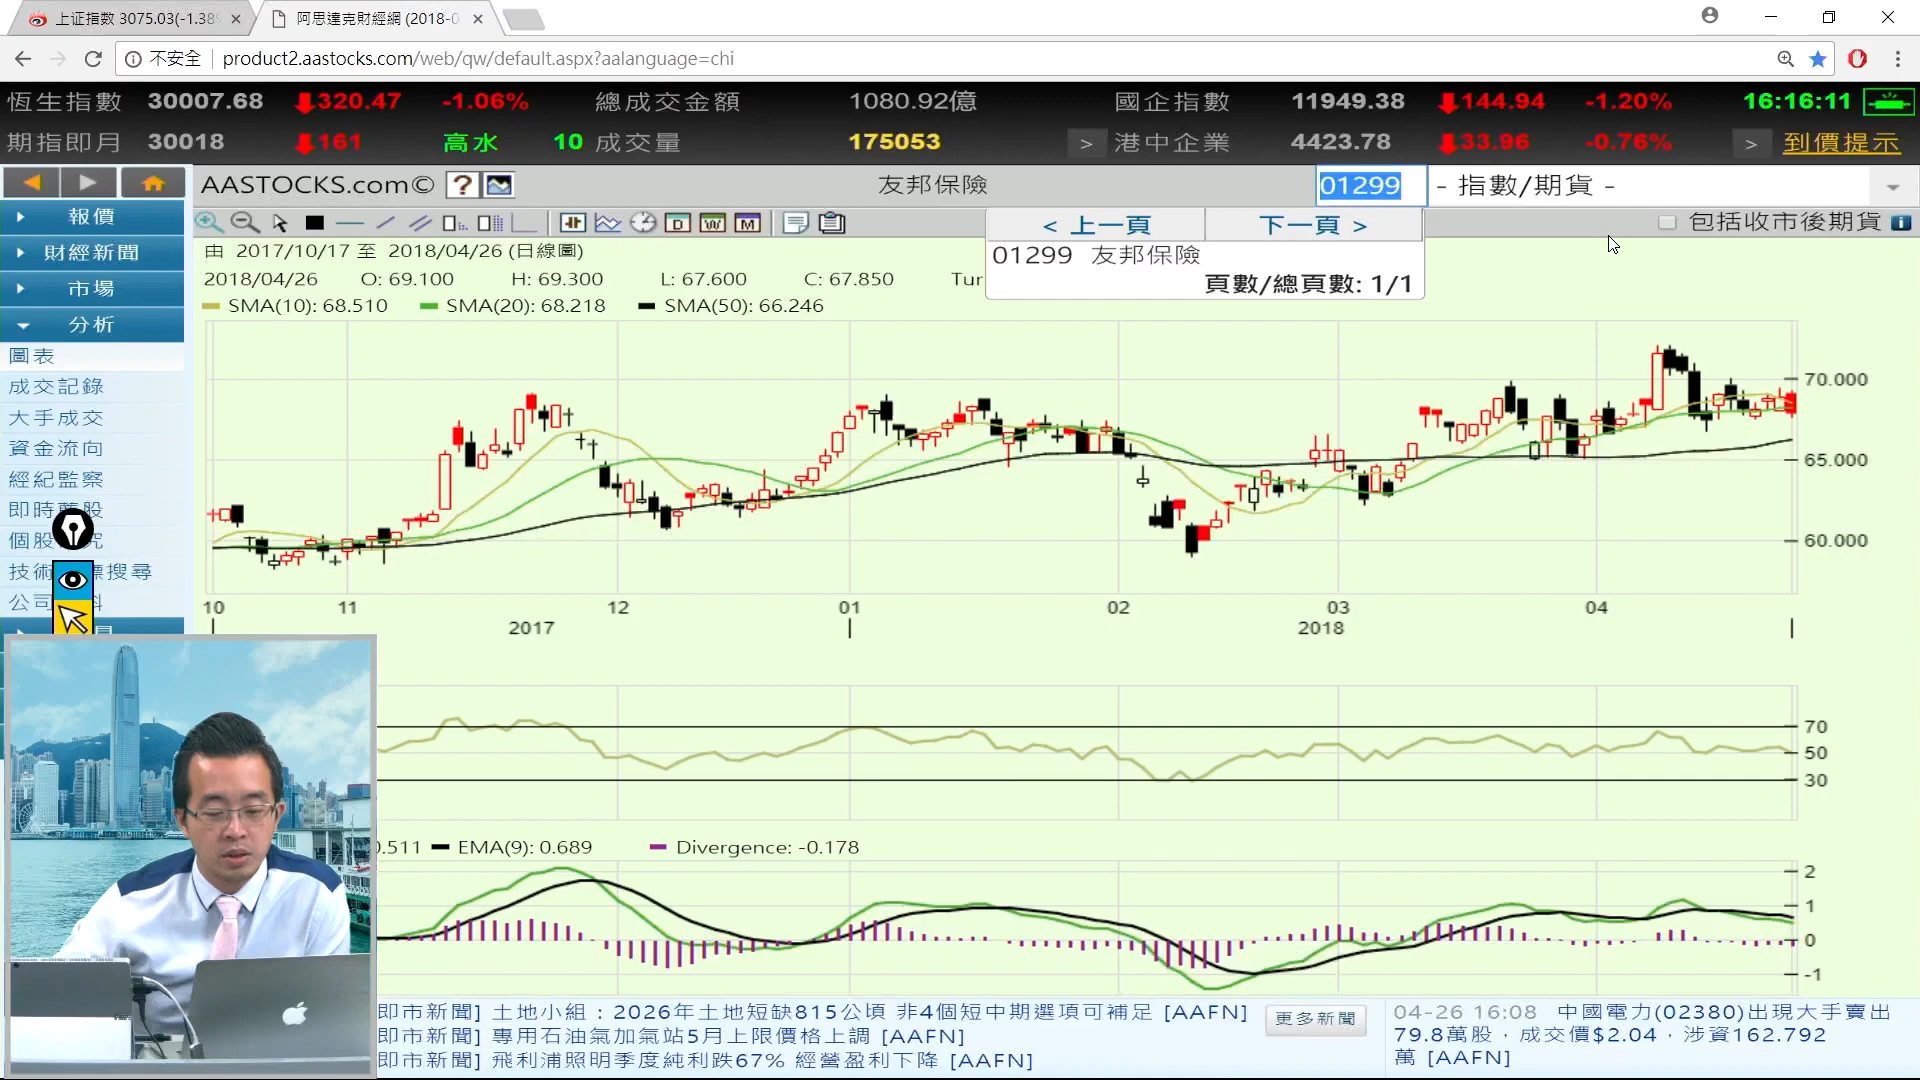 上证指数 3075.03(-1.38%
阿思達克財經網 (2018-0
不安全 product2.aastocks.com/web/qw/default.aspx?aalanguage=chi
恆生指數 30007.68 320.47 -1.06% 總成交金額 1080.92億 國企指數 11949.38 144.94 -1.20% 16:16:11
期指即月 30018 161 高水 10 成交量 175053 > 港中企業 4423.78 33.96 -0.76% > 到價提示
AASTOCKS.com© ? 友邦保險 01299 - 指數/期貨 -
D W M < 上一頁 下一頁 > 包括收市後期貨 i
01299 友邦保險
頁數/總頁數: 1/1
報價
財經新聞
市場
分析
圖表
成交記錄
大手成交
資金流向
經紀監察
即時
股
個股
技術
搜尋
公司
由 2017/10/17 至 2018/04/26 (日線圖)
2018/04/26 O: 69.100 H: 69.300 L: 67.600 C: 67.850 Tur
SMA(10): 68.510 SMA(20): 68.218 SMA(50): 66.246
70.000
65.000
60.000
10 11 12 01 02 03 04
2017 2018
70
50
30
0.511 EMA(9): 0.689 Divergence: -0.178
2
1
0
-1
即市新聞] 土地小組：2026年土地短缺815公頃 非4個短中期選項可補足 [AAFN]
即市新聞] 專用石油氣加氣站5月上限價格上調 [AAFN]
即市新聞] 飛利浦照明季度純利跌67% 經營盈利下降 [AAFN]
更多新聞
04-26 16:08 中國電力(02380)出現大手賣出
79.8萬股，成交價$2.04，涉資162.792
萬 [AAFN]